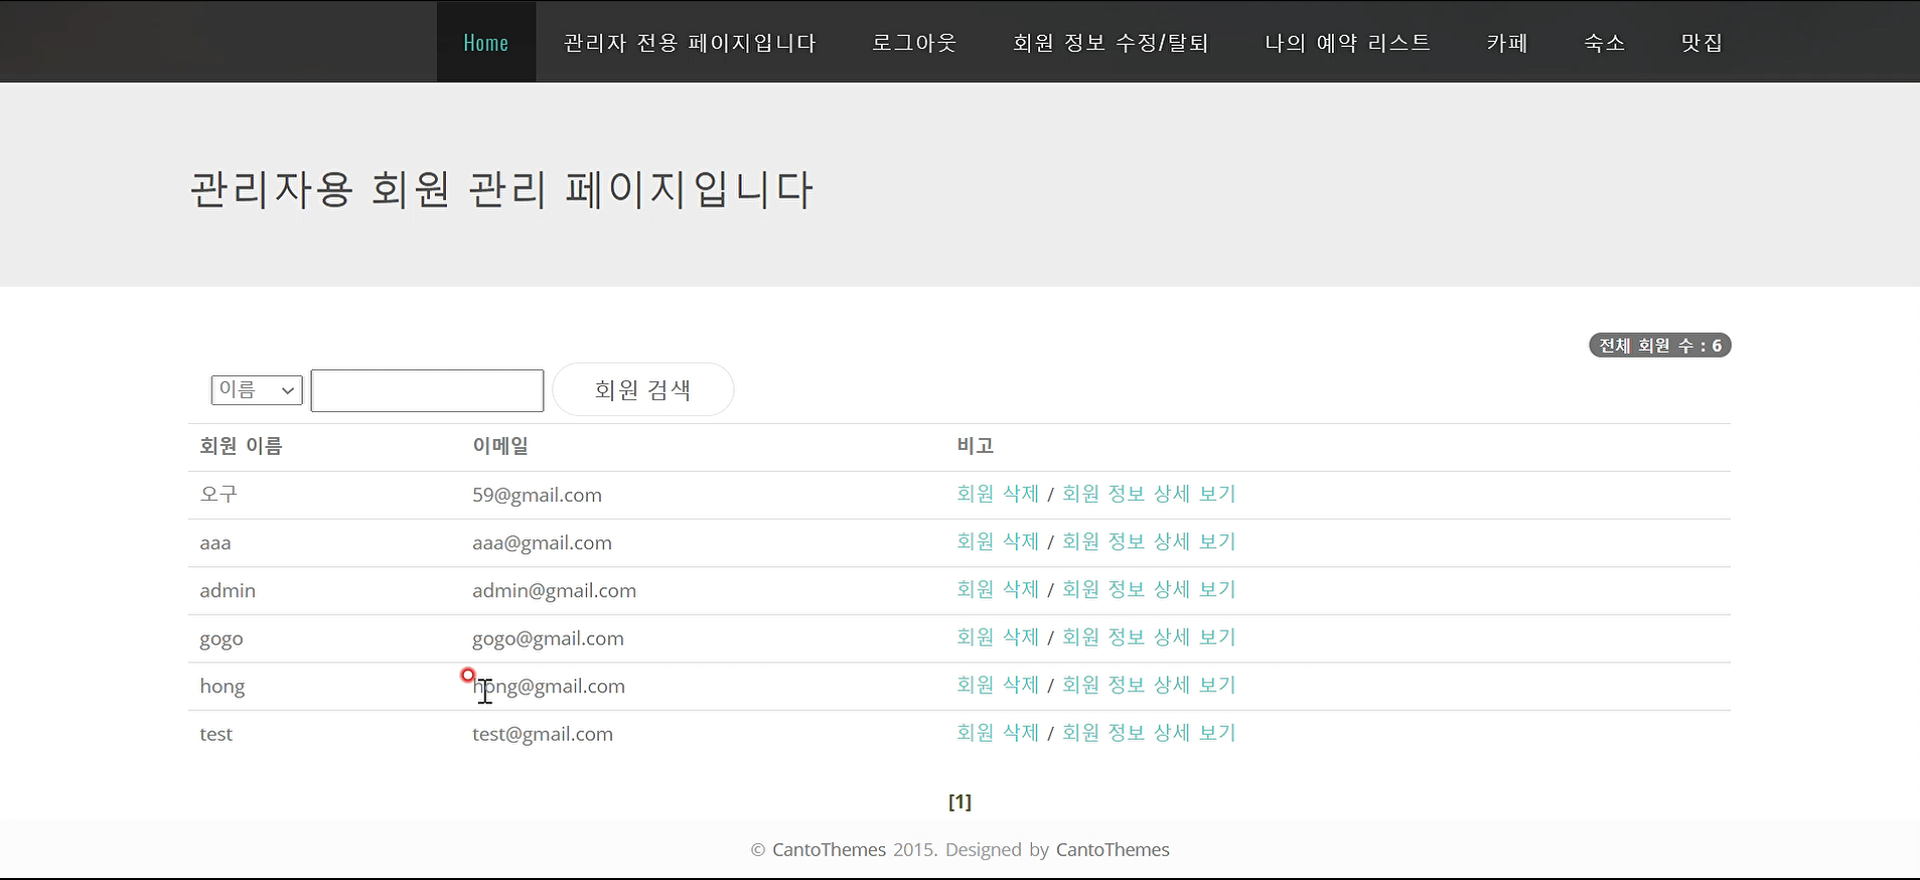 Home 관리자 전용 페이지입니다 로그아웃 회원 정보 수정/탈퇴 나의 예약 리스트 카페 숙소 맛집
관리자용 회원 관리 페이지입니다
전체 회원 수 : 6
이름 회원 검색
회원 이름 이메일 비고
오구 59@gmail.com 회원 삭제 / 회원 정보 상세 보기
aaa aaa@gmail.com 회원 삭제 / 회원 정보 상세 보기
admin admin@gmail.com 회원 삭제 / 회원 정보 상세 보기
gogo gogo@gmail.com 회원 삭제 / 회원 정보 상세 보기
hong hong@gmail.com 회원 삭제 / 회원 정보 상세 보기
test test@gmail.com 회원 삭제 / 회원 정보 상세 보기
[1]
© CantoThemes 2015. Designed by CantoThemes